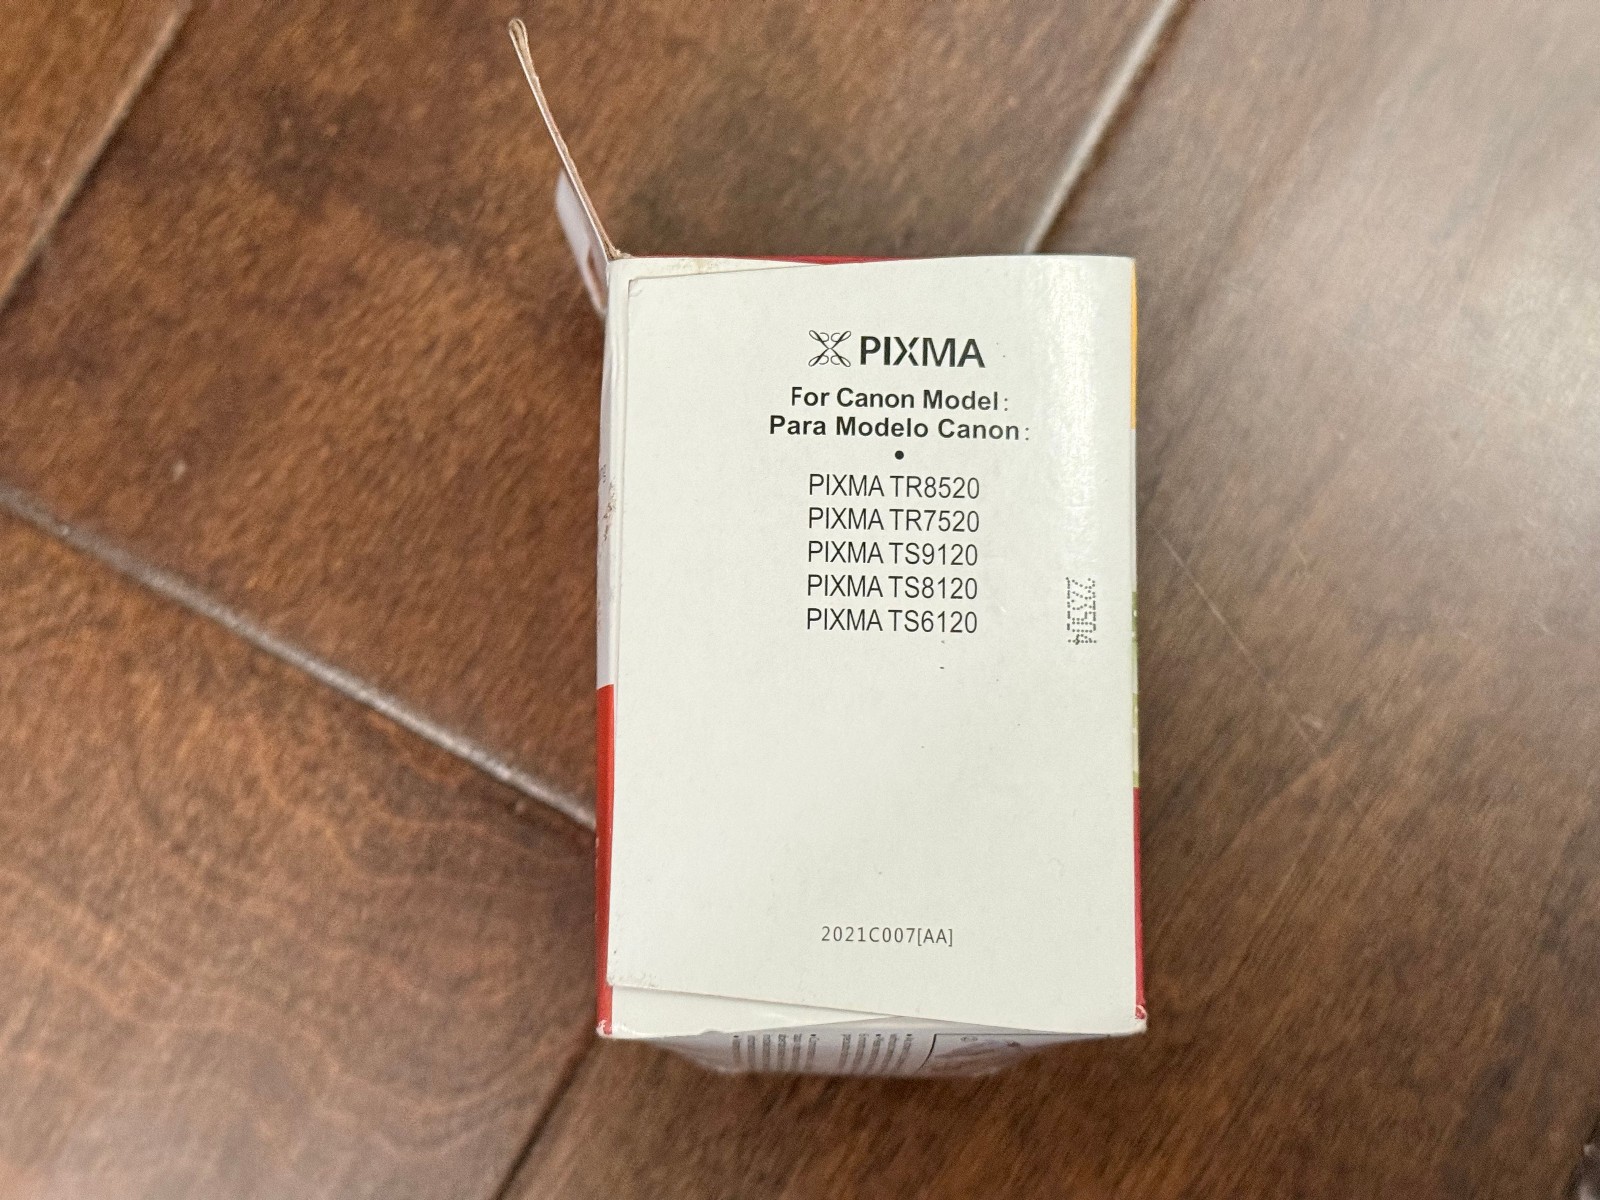 PIXMA
For Canon Model:
Para Modelo Canon:
•
PIXMA TR8520
PIXMA TR7520
PIXMA TS9120
PIXMA TS8120
PIXMA TS6120
2021C007[AA]